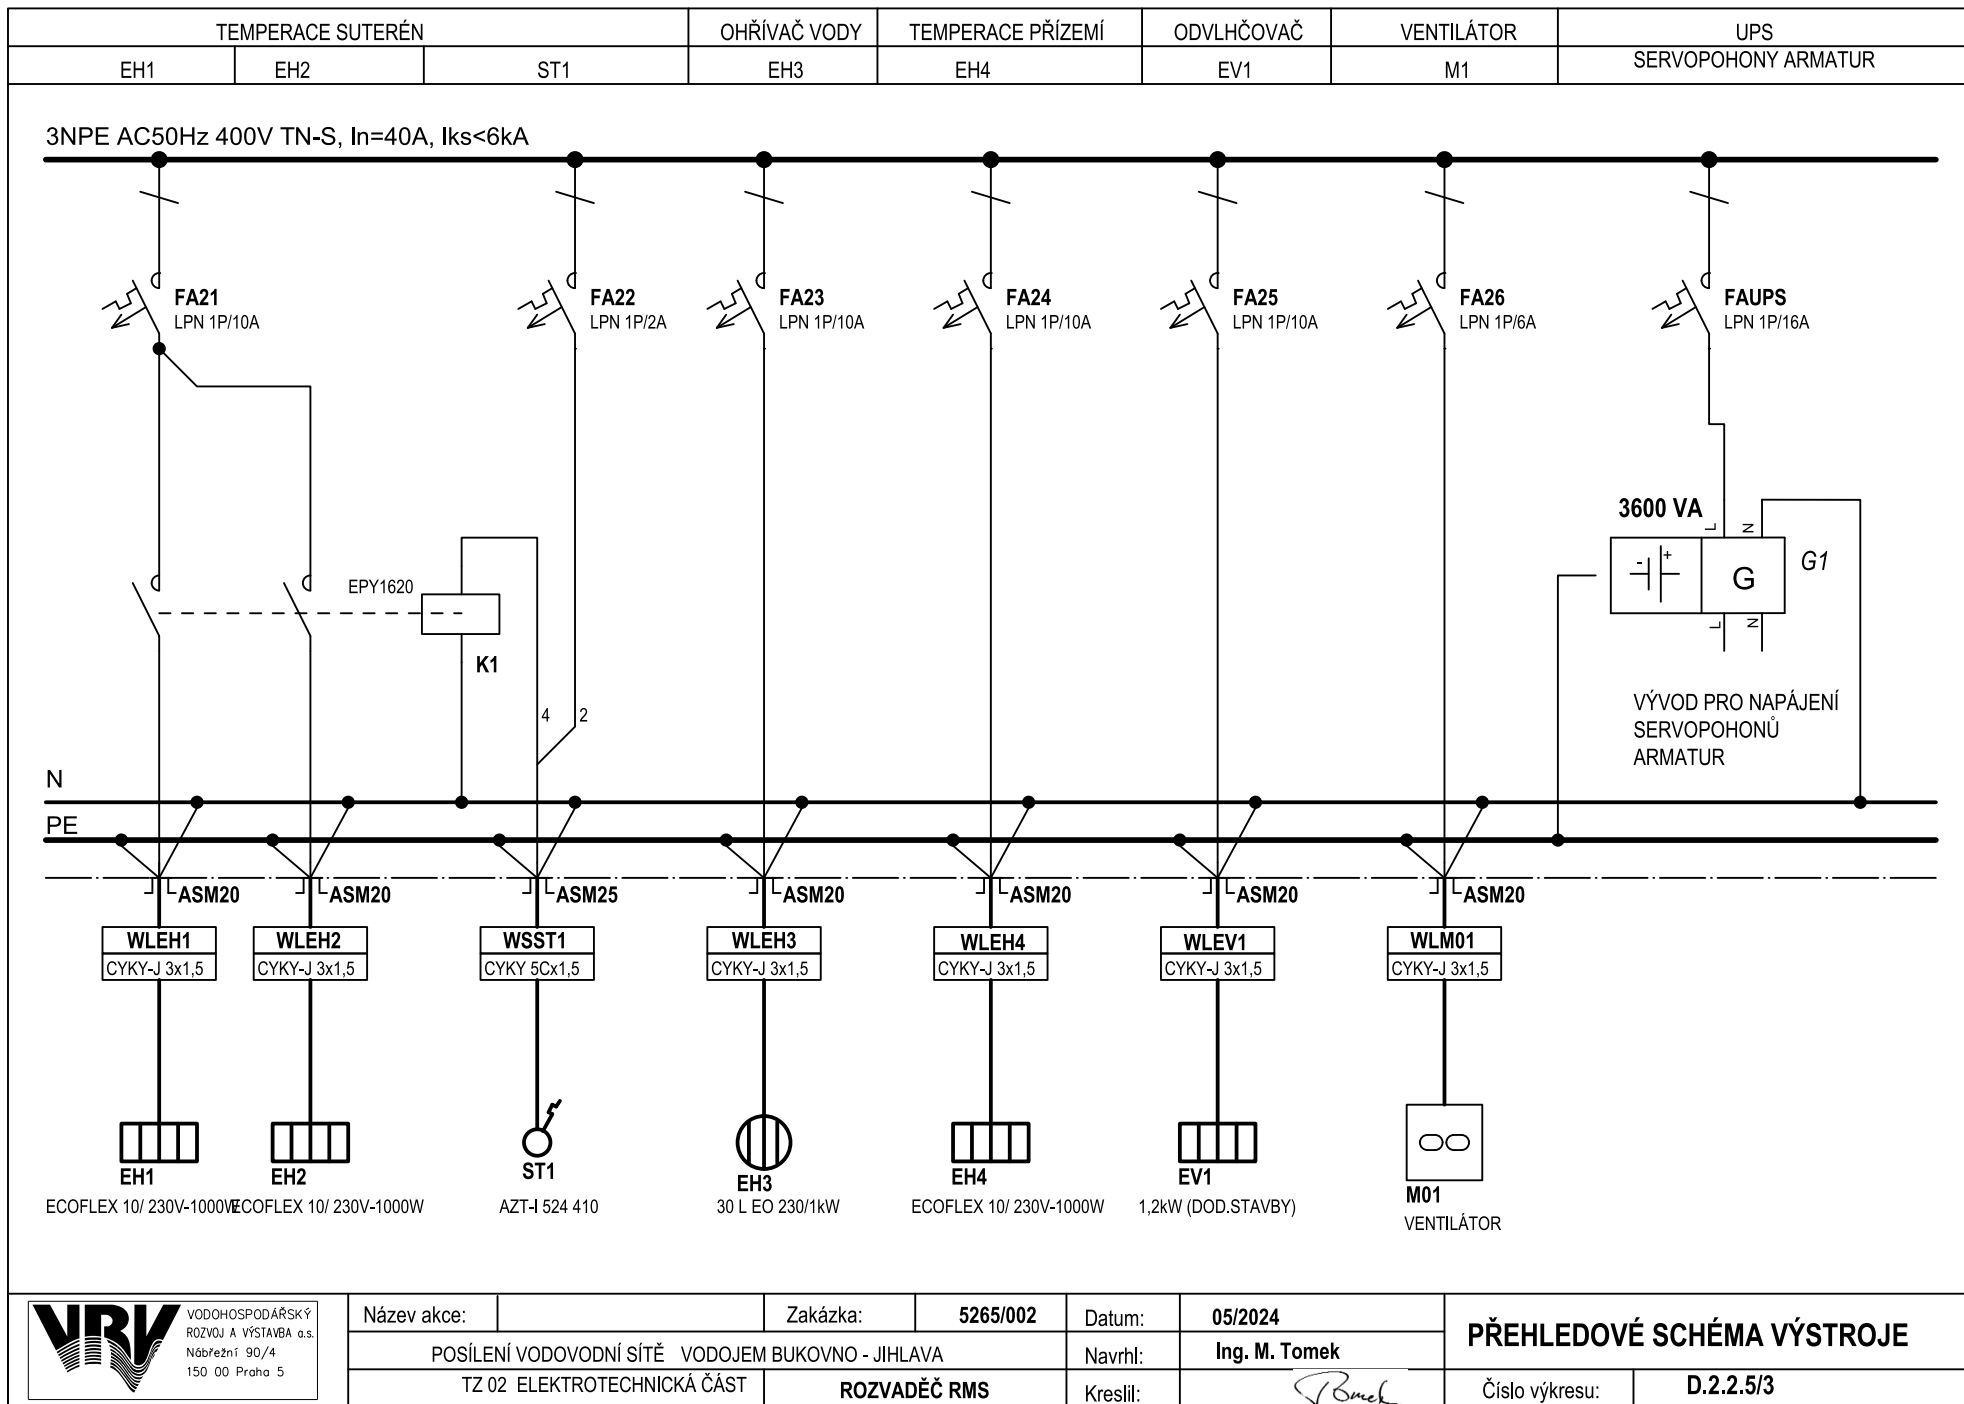 TEMPERACE SUTERÉN OHŘÍVAČ VODY TEMPERACE PŘÍZEMÍ ODVLHČOVAČ VENTILÁTOR UPS
EH1 EH2 ST1 EH3 EH4 EV1 M1 SERVOPOHONY ARMATUR
3NPE AC50Hz 400V TN-S, In=40A, Iks<6kA
FA21 FA22 FA23 FA24 FA25 FA26 FAUPS
LPN 1P/10A LPN 1P/2A LPN 1P/10A LPN 1P/10A LPN 1P/10A LPN 1P/6A LPN 1P/16A
3600 VA
L N
- +
G
G1
EPY1620
L N
K1
4 2
VÝVOD PRO NAPÁJENÍ
SERVOPOHONŮ
ARMATUR
N
PE
ASM20 ASM20 ASM25 ASM20 ASM20 ASM20 ASM20
WLEH1 WLEH2 WSST1 WLEH3 WLEH4 WLEV1 WLM01
CYKY-J 3x1,5 CYKY-J 3x1,5 CYKY 5Cx1,5 CYKY-J 3x1,5 CYKY-J 3x1,5 CYKY-J 3x1,5 CYKY-J 3x1,5
EH1 EH2 ST1 EH3 EH4 EV1 M01
ECOFLEX 10/ 230V-1000W ECOFLEX 10/ 230V-1000W AZT-I 524 410 30 L EO 230/1kW ECOFLEX 10/ 230V-1000W 1,2kW (DOD.STAVBY) VENTILÁTOR
VRV
VODOHOSPODÁŘSKÝ
ROZVOJ A VÝSTAVBA a.s.
Nábřežní 90/4
150 00 Praha 5
Název akce: Zakázka: 5265/002 Datum: 05/2024
POSÍLENÍ VODOVODNÍ SÍTĚ VODOJEM BUKOVNO - JIHLAVA Navrhl: Ing. M. Tomek
TZ 02 ELEKTROTECHNICKÁ ČÁST ROZVADĚČ RMS Kreslil:
PŘEHLEDOVÉ SCHÉMA VÝSTROJE
Číslo výkresu: D.2.2.5/3